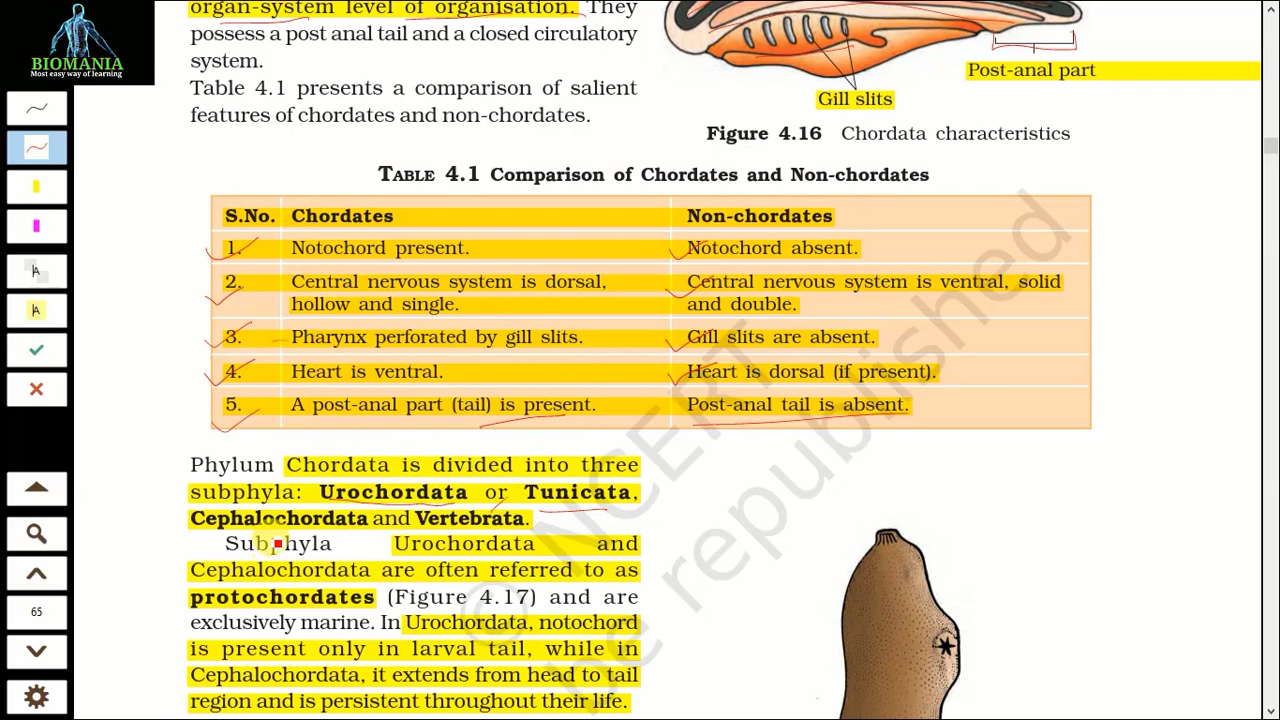 BIOMANIA
Most easy way of learning
organ-system level of organisation. They
possess a post anal tail and a closed circulatory
system.
Table 4.1 presents a comparison of salient
features of chordates and non-chordates.
Post-anal part
Gill slits
Figure 4.16 Chordata characteristics
TABLE 4.1 Comparison of Chordates and Non-chordates
S.No. Chordates Non-chordates
1. Notochord present. Notochord absent.
2. Central nervous system is dorsal, Central nervous system is ventral, solid
hollow and single. and double.
3. Pharynx perforated by gill slits. Gill slits are absent.
4. Heart is ventral. Heart is dorsal (if present).
5. A post-anal part (tail) is present. Post-anal tail is absent.
Phylum Chordata is divided into three
subphyla: Urochordata or Tunicata,
Cephalochordata and Vertebrata.
Subphyla Urochordata and
Cephalochordata are often referred to as
protochordates (Figure 4.17) and are
exclusively marine. In Urochordata, notochord
is present only in larval tail, while in
Cephalochordata, it extends from head to tail
region and is persistent throughout their life.
© NCERT
be republished
A
A
65